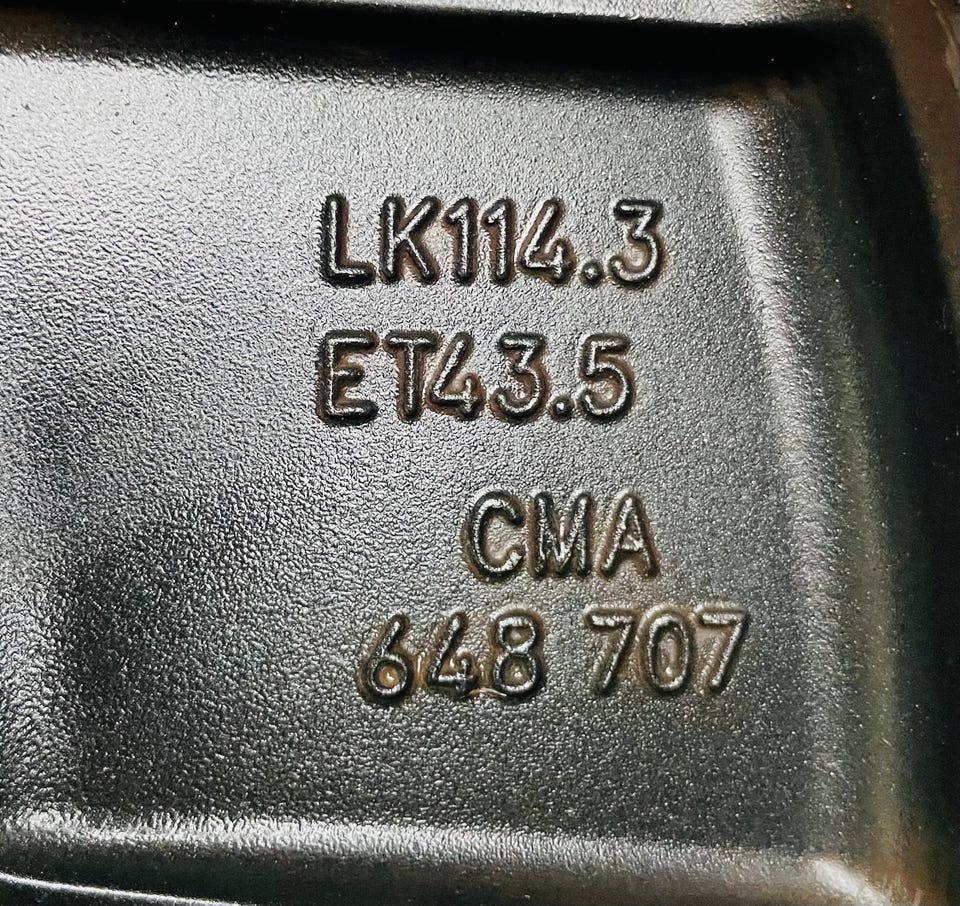 LK114.3
ET43.5
CMA
648 707